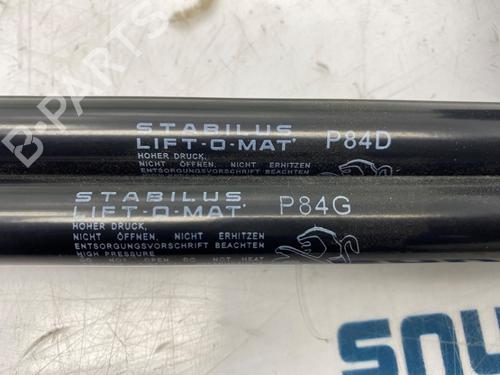 B-PARTS
STABILUS
LIFT-O-MAT P84D
HOHER DRUCK,
NICHT ÖFFNEN, NICHT ERHITZEN
ENTSORGUNGSVORSCHRIFT BEACHTEN
STABILUS
LIFT-O-MAT P84G
HOHER DRUCK,
NICHT ÖFFNEN, NICHT ERHITZEN
ENTSORGUNGSVORSCHRIFT BEACHTEN
HIGH PRESSURE
DO NOT OPEN DO NOT HEAT